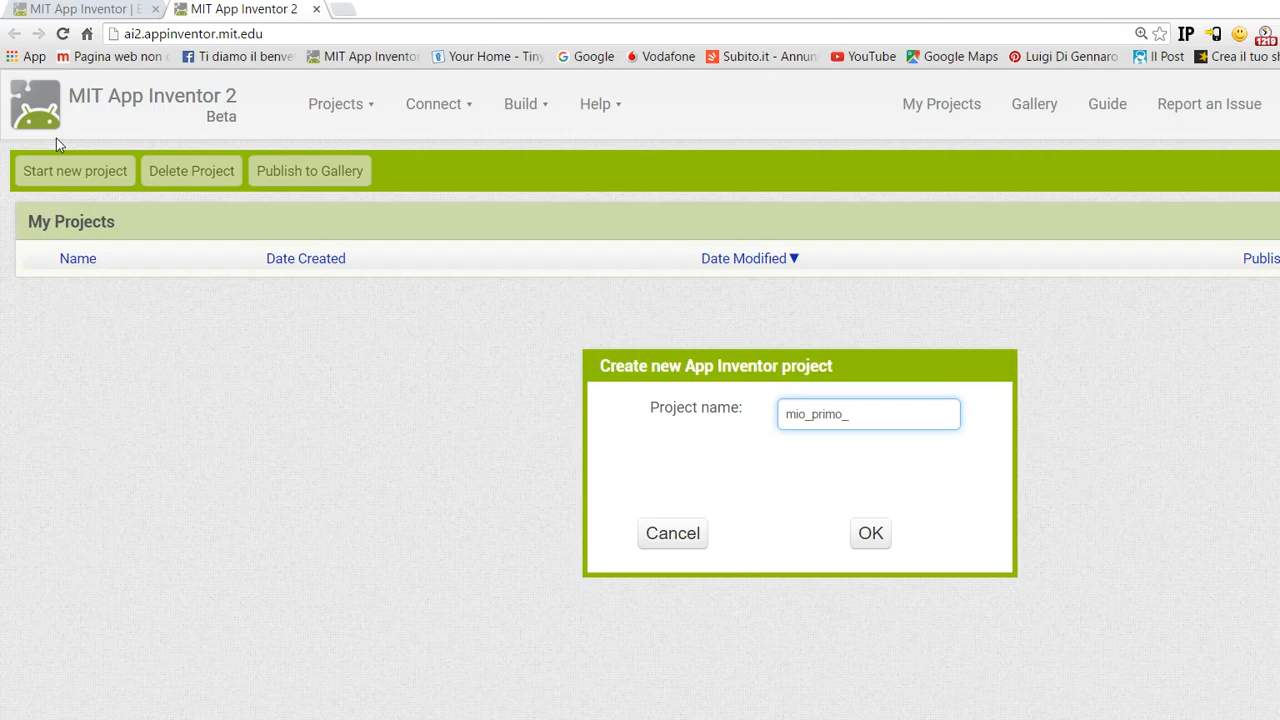 MIT App Inventor | E
MIT App Inventor 2
ai2.appinventor.mit.edu
IP
1219
App
Pagina web non
Ti diamo il benve
MIT App Inventor
Your Home - Tiny
Google
Vodafone
Subito.it - Annun
YouTube
Google Maps
Luigi Di Gennaro
Il Post
Crea il tuo s
MIT App Inventor 2
Beta
Projects
Connect
Build
Help
My Projects
Gallery
Guide
Report an Issue
Start new project
Delete Project
Publish to Gallery
My Projects
Name
Date Created
Date Modified
Publis
Create new App Inventor project
Project name:
mio_primo_
Cancel
OK